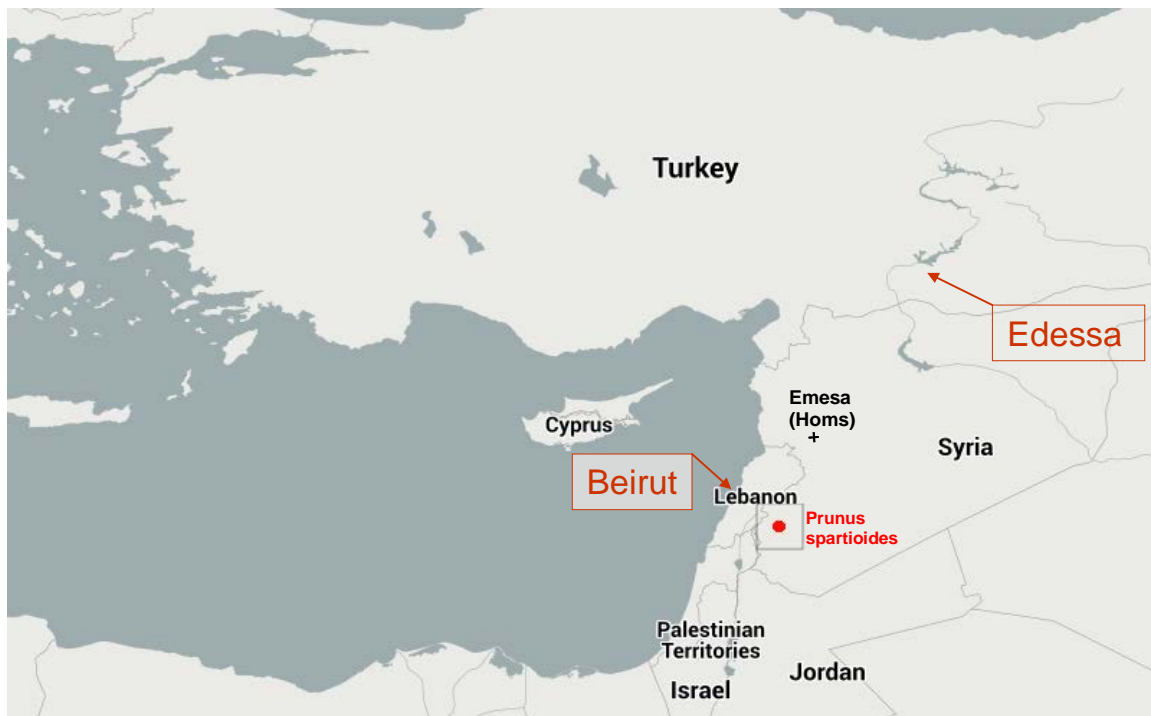 Turkey
Edessa
Emesa
(Homs)
+
Cyprus
Syria
Beirut
Lebanon
Prunus
spartioides
Palestinian
Territories
Jordan
Israel